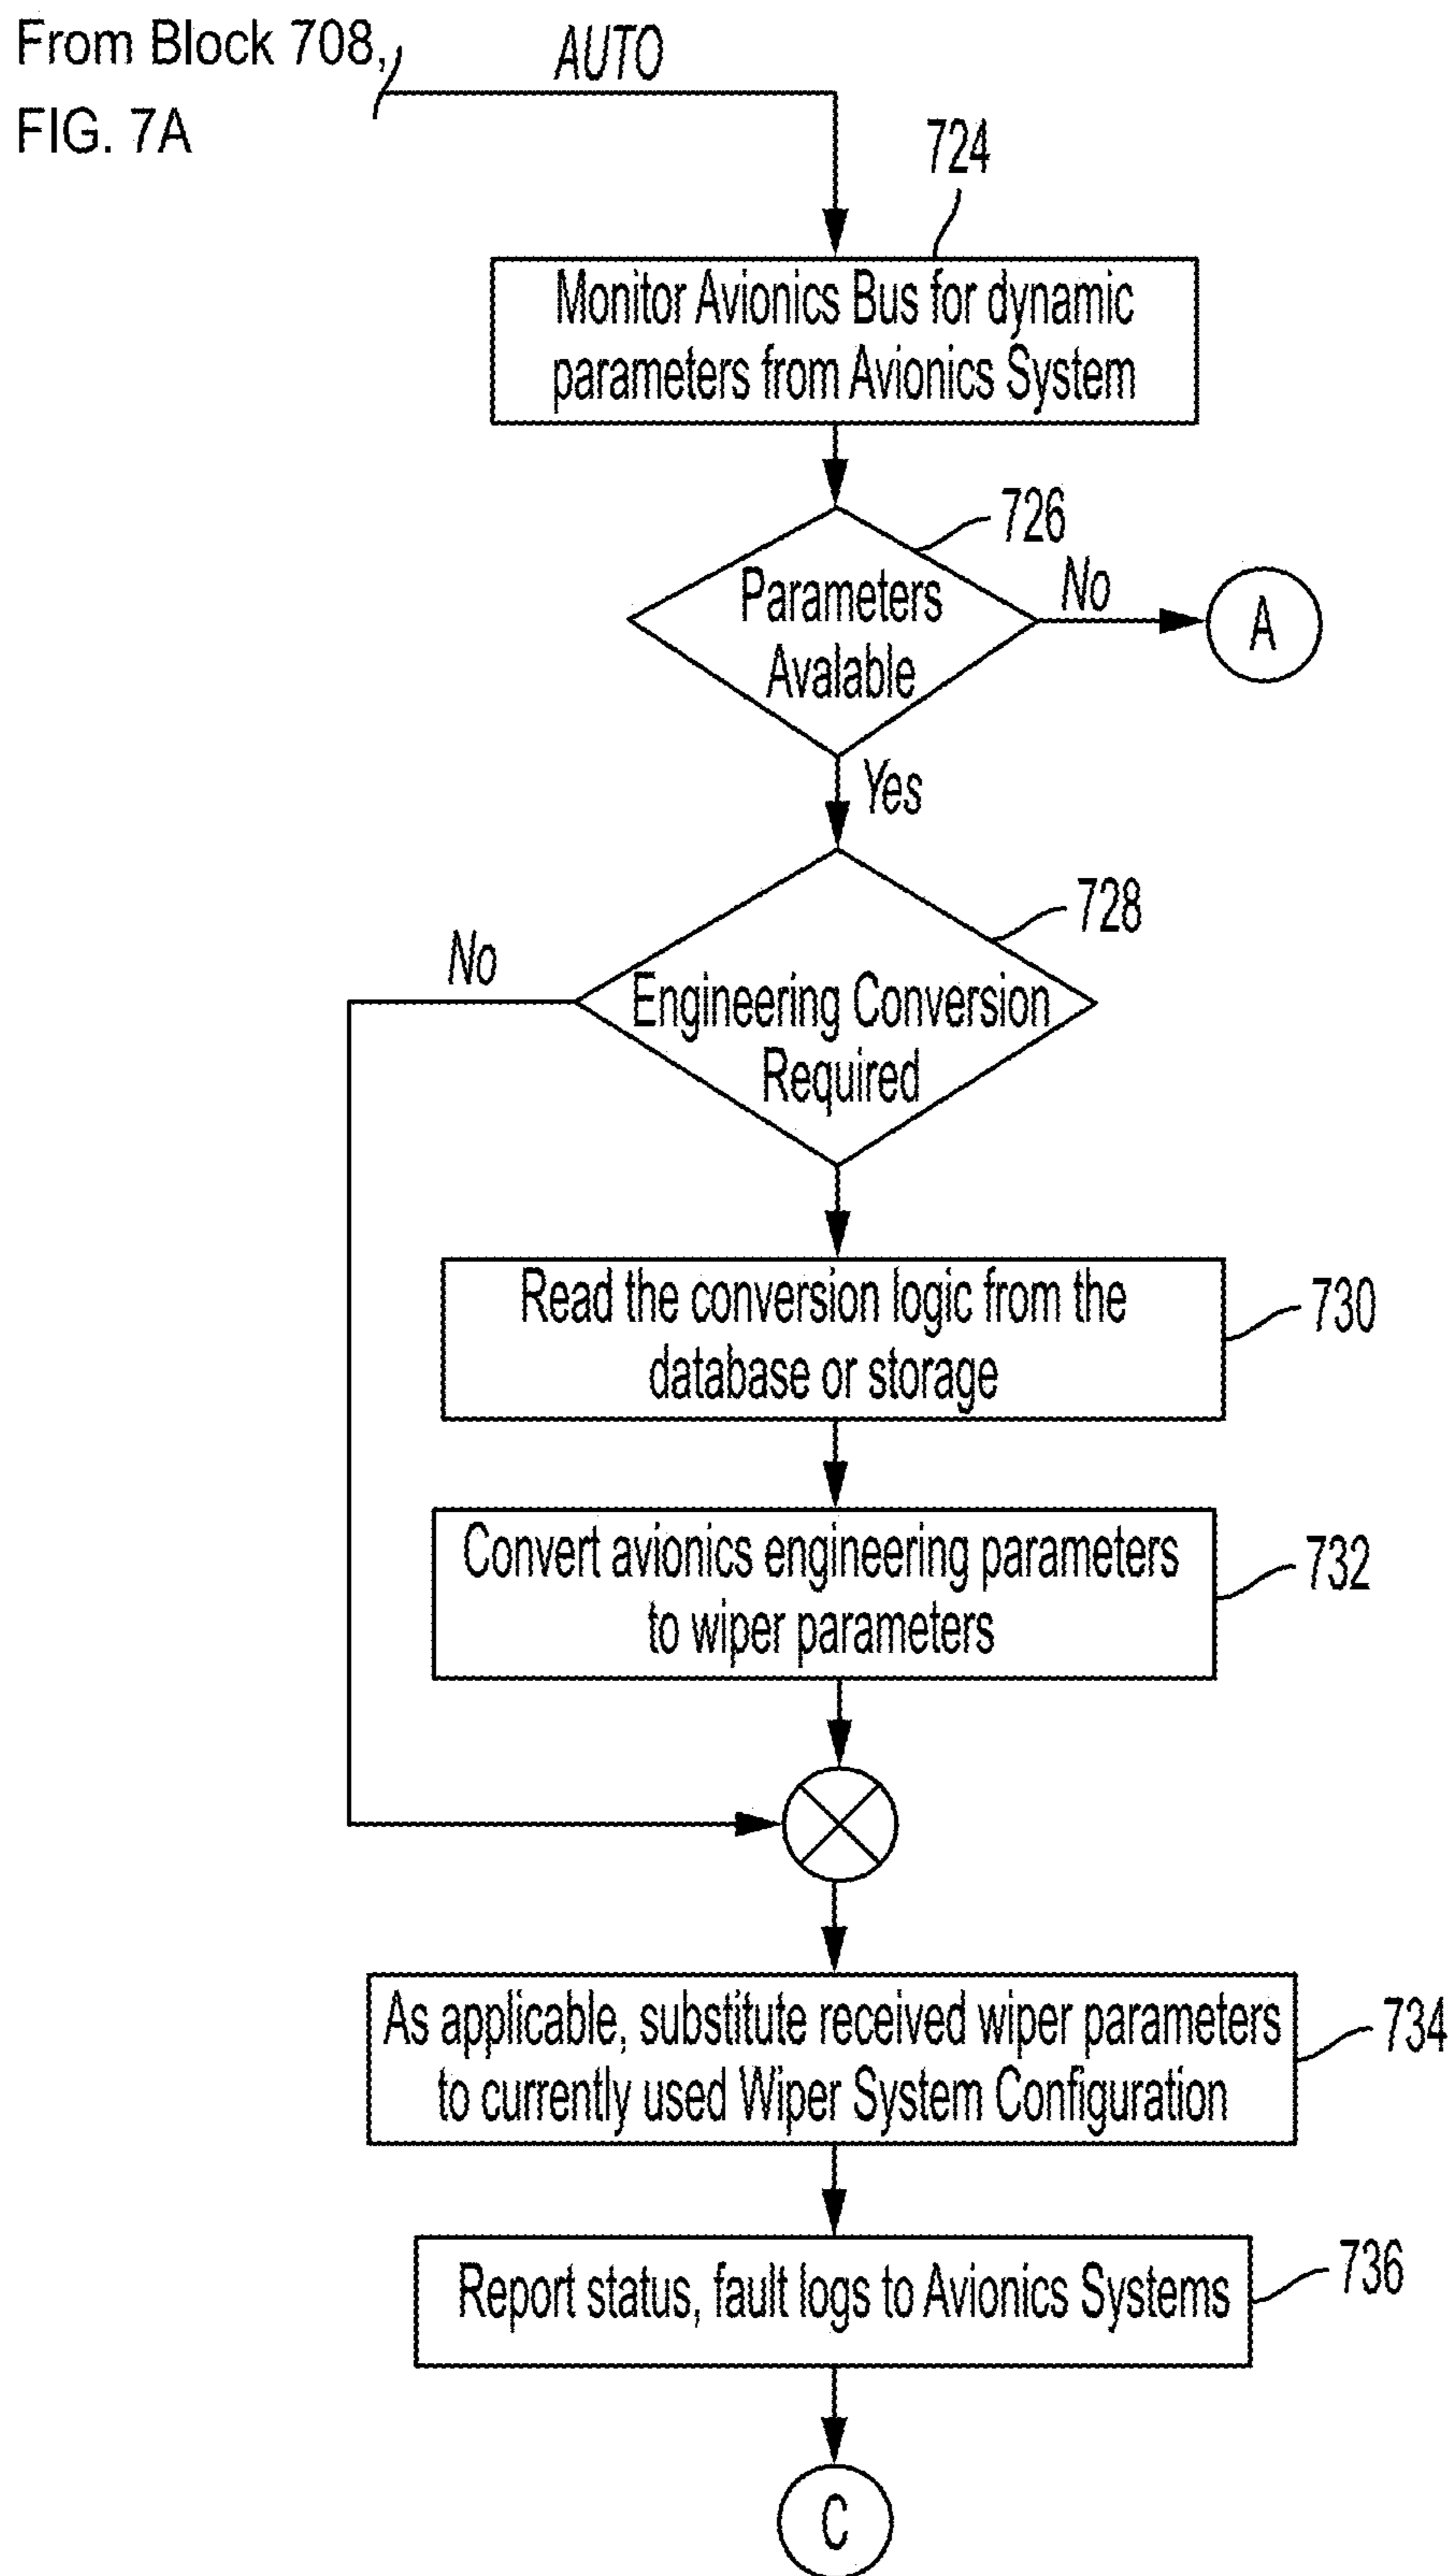 From Block 708,
FIG. 7A
AUTO
724
Monitor Avionics Bus for dynamic
parameters from Avionics System
726
Parameters
Avalable
No
A
Yes
728
No
Engineering Conversion
Required
Read the conversion logic from the
database or storage
730
Convert avionics engineering parameters
to wiper parameters
732
As applicable, substitute received wiper parameters
to currently used Wiper System Configuration
734
Report status, fault logs to Avionics Systems
736
C